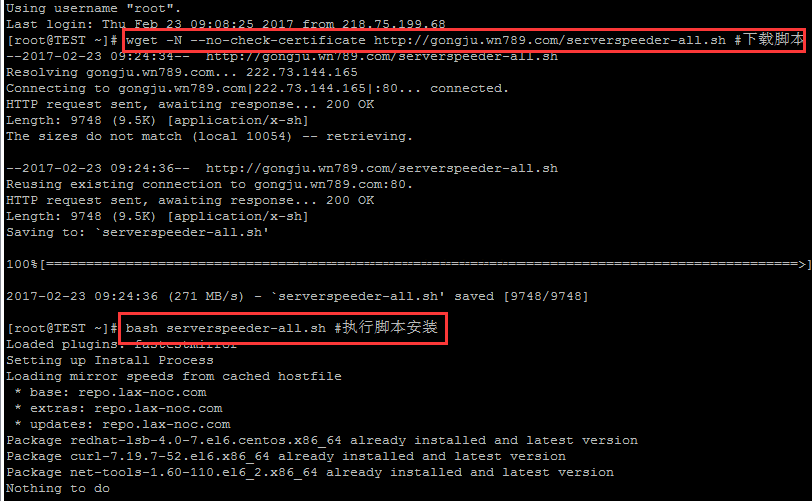 Using username "root".
Last login: Thu Feb 23 09:08:25 2017 from 218.75.199.68
[root@TEST ~]# wget -N --no-check-certificate http://gongju.wn789.com/serverspeeder-all.sh #下载脚本
--2017-02-23 09:24:34--  http://gongju.wn789.com/serverspeeder-all.sh
Resolving gongju.wn789.com... 222.73.144.165
Connecting to gongju.wn789.com|222.73.144.165|:80... connected.
HTTP request sent, awaiting response... 200 OK
Length: 9748 (9.5K) [application/x-sh]
The sizes do not match (local 10054) -- retrieving.
--2017-02-23 09:24:36--  http://gongju.wn789.com/serverspeeder-all.sh
Reusing existing connection to gongju.wn789.com:80.
HTTP request sent, awaiting response... 200 OK
Length: 9748 (9.5K) [application/x-sh]
Saving to: `serverspeeder-all.sh'
100%[==============================================================================================>]
2017-02-23 09:24:36 (271 MB/s) - `serverspeeder-all.sh' saved [9748/9748]
[root@TEST ~]# bash serverspeeder-all.sh #执行脚本安装
Loaded plugins: fastestmirror
Setting up Install Process
Loading mirror speeds from cached hostfile
 * base: repo.lax-noc.com
 * extras: repo.lax-noc.com
 * updates: repo.lax-noc.com
Package redhat-lsb-4.0-7.el6.centos.x86_64 already installed and latest version
Package curl-7.19.7-52.el6.x86_64 already installed and latest version
Package net-tools-1.60-110.el6_2.x86_64 already installed and latest version
Nothing to do